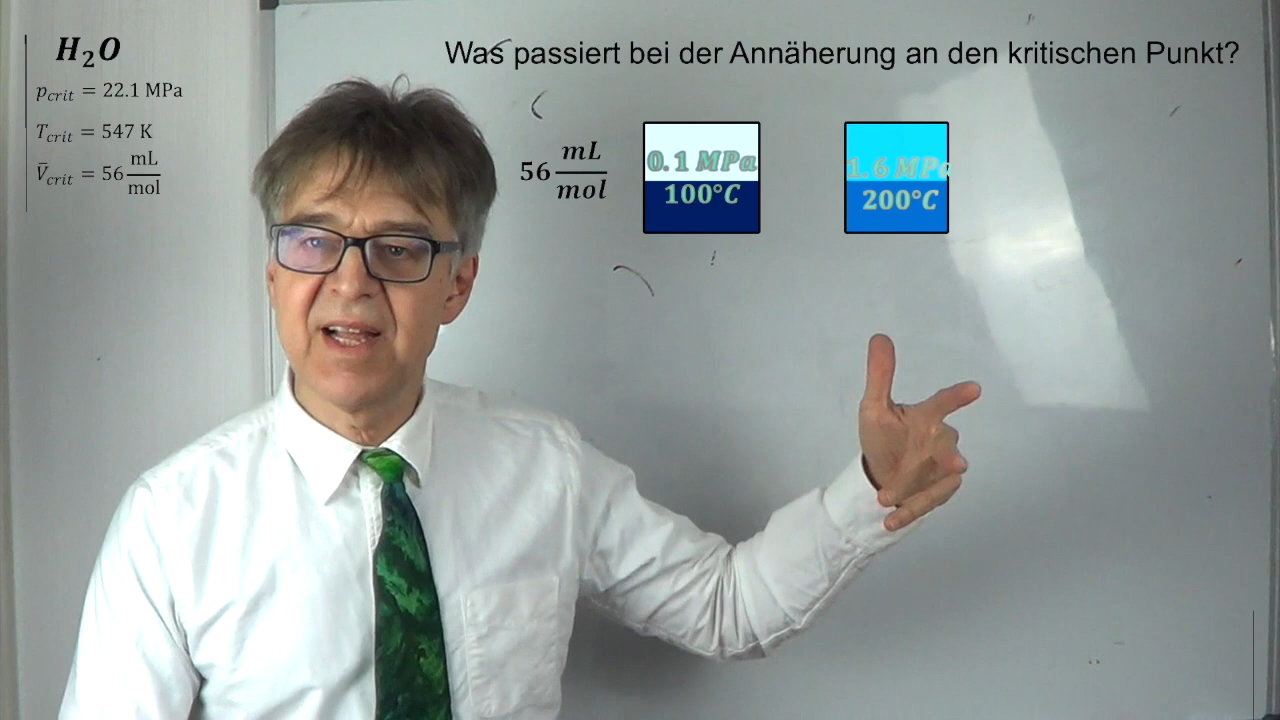 H₂O
p_crit = 22.1 MPa
T_crit = 547 K
V̄_crit = 56 mL/mol
Was passiert bei der Annäherung an den kritischen Punkt?
56 mL/mol
0.1 MPa
100°C
1.6 MPa
200°C